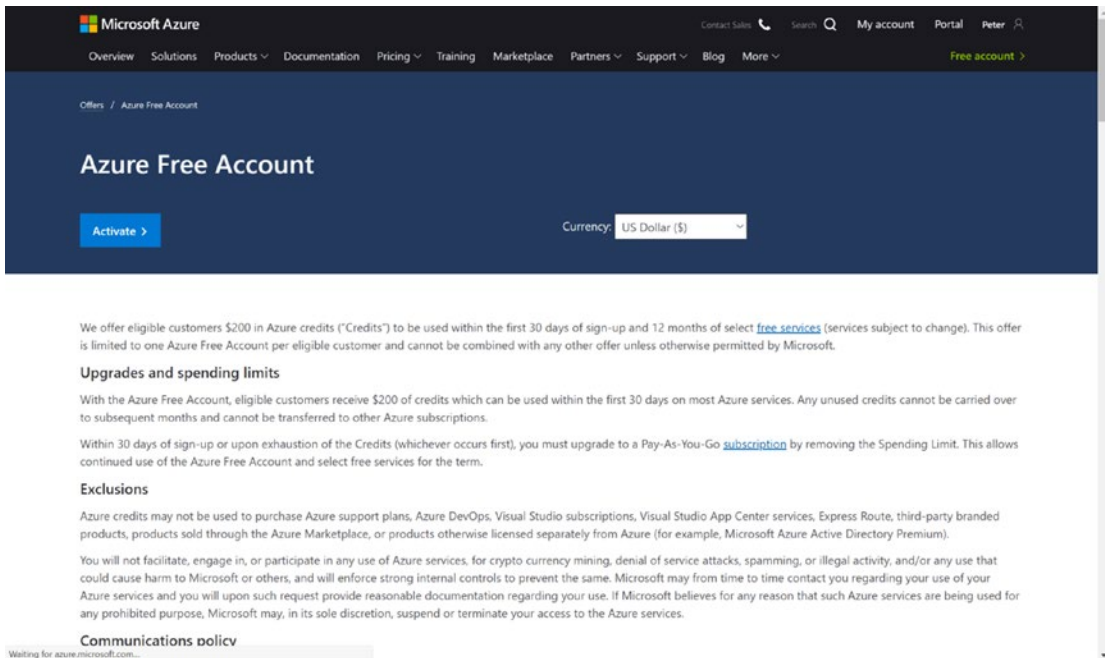 Microsoft Azure
Contact Sales
Search
My account
Portal
Peter
Overview
Solutions
Products
Documentation
Pricing
Training
Marketplace
Partners
Support
Blog
More
Free account >
Offers / Azure Free Account
Azure Free Account
Activate >
Currency: US Dollar ($)
We offer eligible customers $200 in Azure credits ("Credits") to be used within the first 30 days of sign-up and 12 months of select free services (services subject to change). This offer
is limited to one Azure Free Account per eligible customer and cannot be combined with any other offer unless otherwise permitted by Microsoft.
Upgrades and spending limits
With the Azure Free Account, eligible customers receive $200 of credits which can be used within the first 30 days on most Azure services. Any unused credits cannot be carried over
to subsequent months and cannot be transferred to other Azure subscriptions.
Within 30 days of sign-up or upon exhaustion of the Credits (whichever occurs first), you must upgrade to a Pay-As-You-Go subscription by removing the Spending Limit. This allows
continued use of the Azure Free Account and select free services for the term.
Exclusions
Azure credits may not be used to purchase Azure support plans, Azure DevOps, Visual Studio subscriptions, Visual Studio App Center services, Express Route, third-party branded
products, products sold through the Azure Marketplace, or products otherwise licensed separately from Azure (for example, Microsoft Azure Active Directory Premium).
You will not facilitate, engage in, or participate in any use of Azure services, for crypto currency mining, denial of service attacks, spamming, or illegal activity, and/or any use that
could cause harm to Microsoft or others, and will enforce strong internal controls to prevent the same. Microsoft may from time to time contact you regarding your use of your
Azure services and you will upon such request provide reasonable documentation regarding your use. If Microsoft believes for any reason that such Azure services are being used for
any prohibited purpose, Microsoft may, in its sole discretion, suspend or terminate your access to the Azure services.
Communications policy
Waiting for azure.microsoft.com...